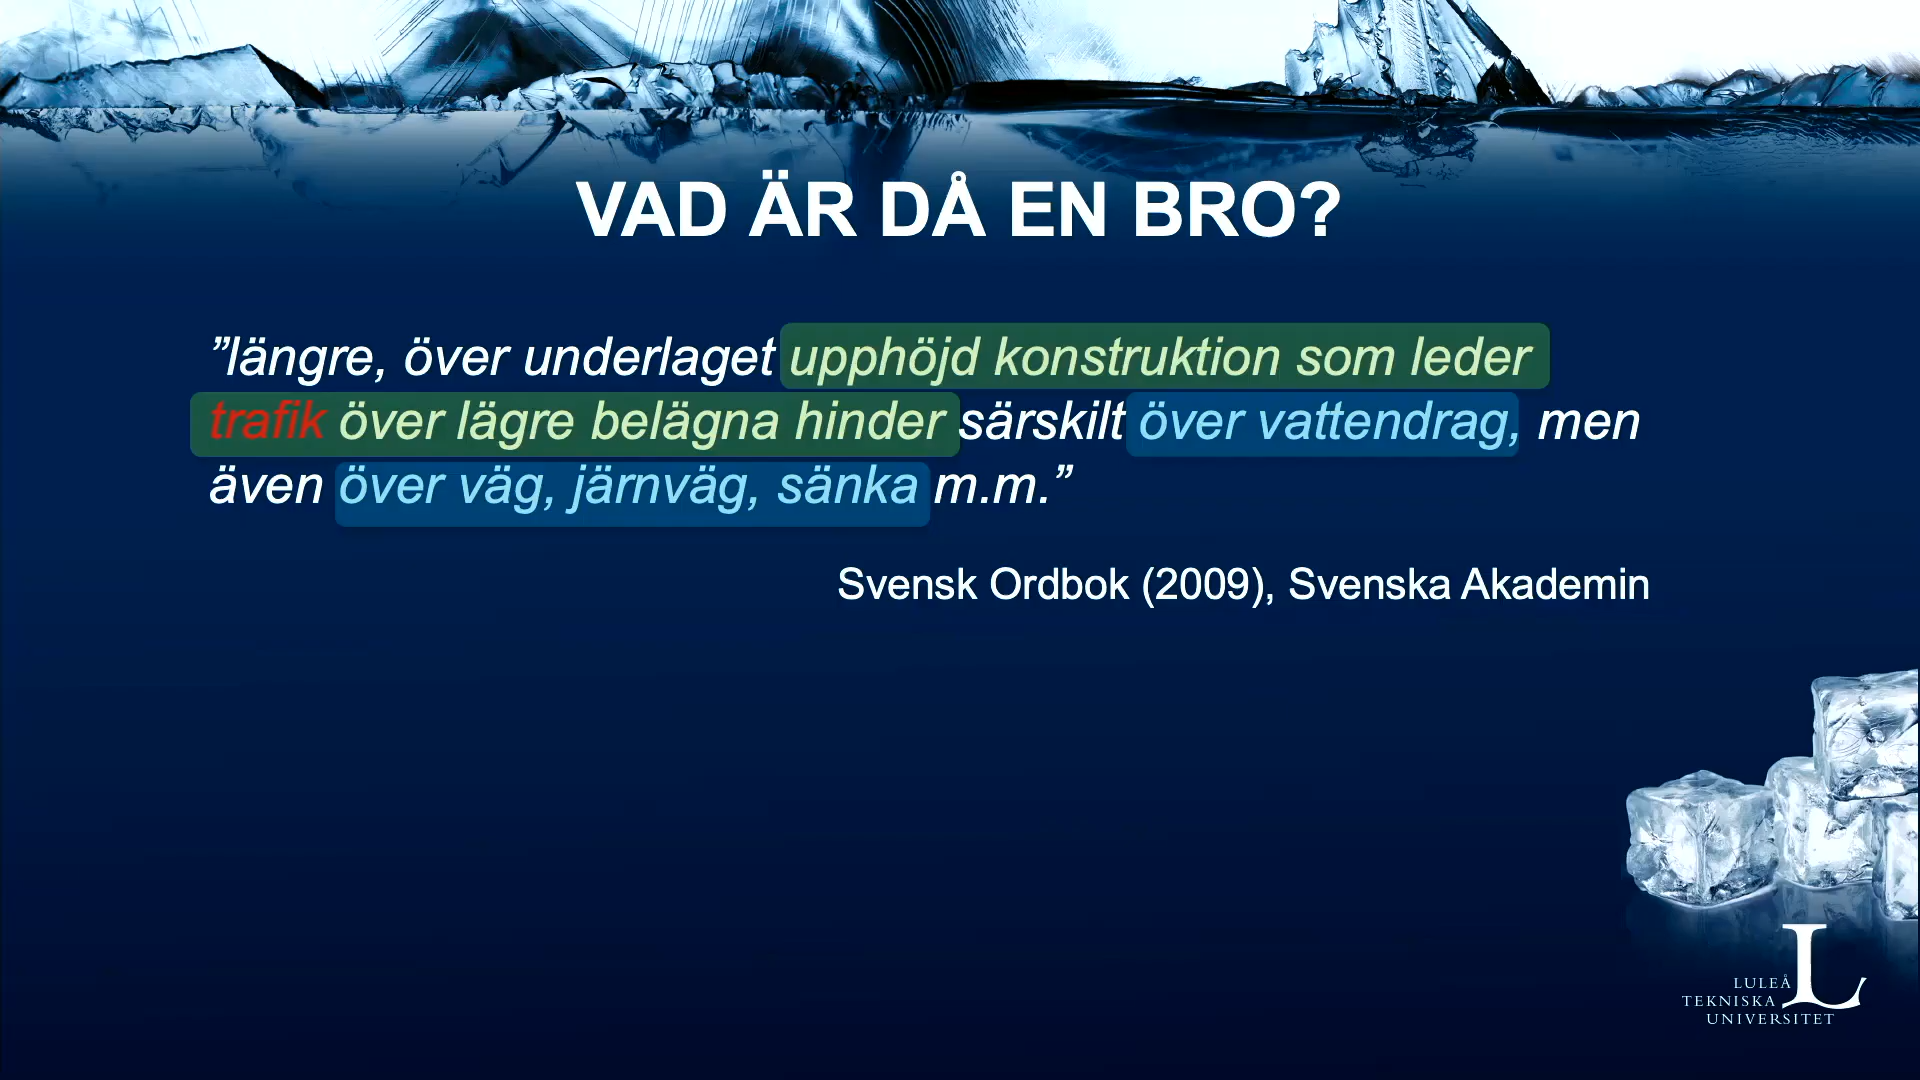 VAD ÄR DÅ EN BRO?
”längre, över underlaget upphöjd konstruktion som leder
trafik över lägre belägna hinder särskilt över vattendrag, men
även över väg, järnväg, sänka m.m.”
Svensk Ordbok (2009), Svenska Akademin
LULEÅ
TEKNISKA
UNIVERSITET
L